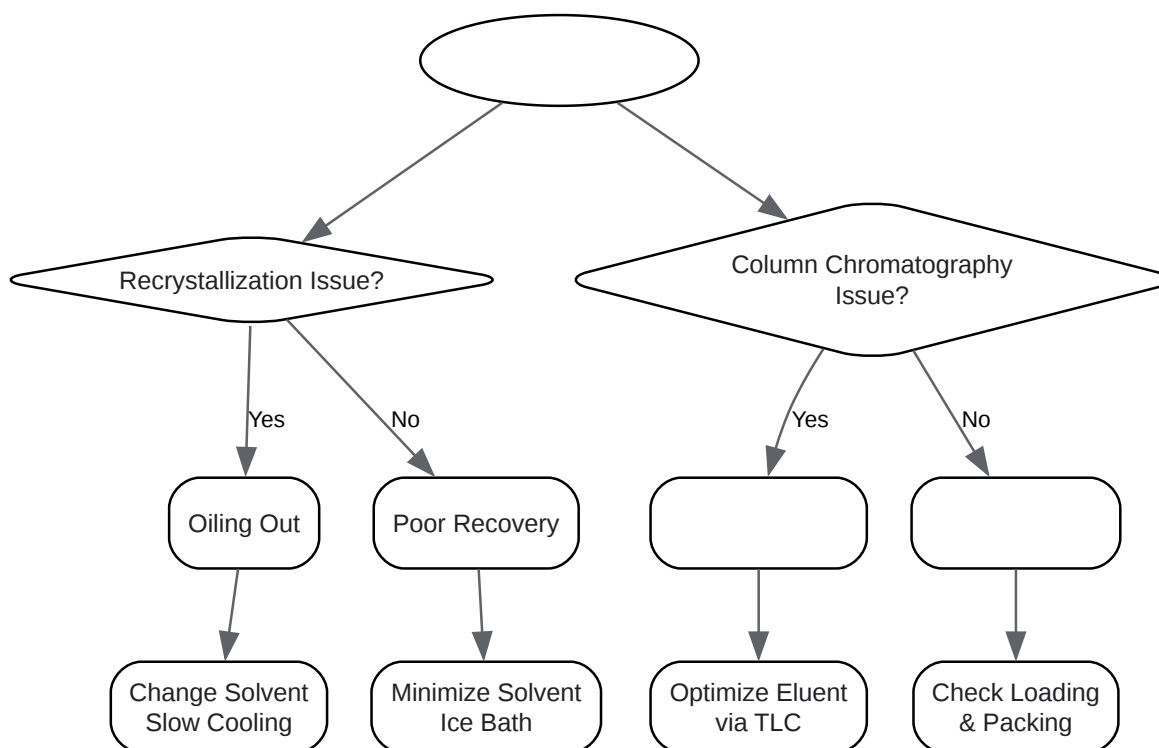 Recrystallization Issue?
Column Chromatography
Issue?
Yes
No
Yes
No
Oiling Out
Poor Recovery
Change Solvent
Slow Cooling
Minimize Solvent
Ice Bath
Optimize Eluent
via TLC
Check Loading
& Packing